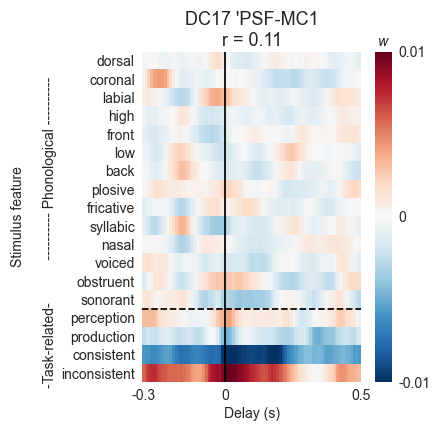 DC17 'PSF-MC1
r = 0.11
w
dorsal
coronal
labial
high
front
low
back
plosive
fricative
syllabic
nasal
voiced
obstruent
sonorant
perception
production
consistent
inconsistent
Stimulus feature
-Task-related- ----------- Phonological ----------
-0.3 0 0.5
Delay (s)
0.01
0
-0.01